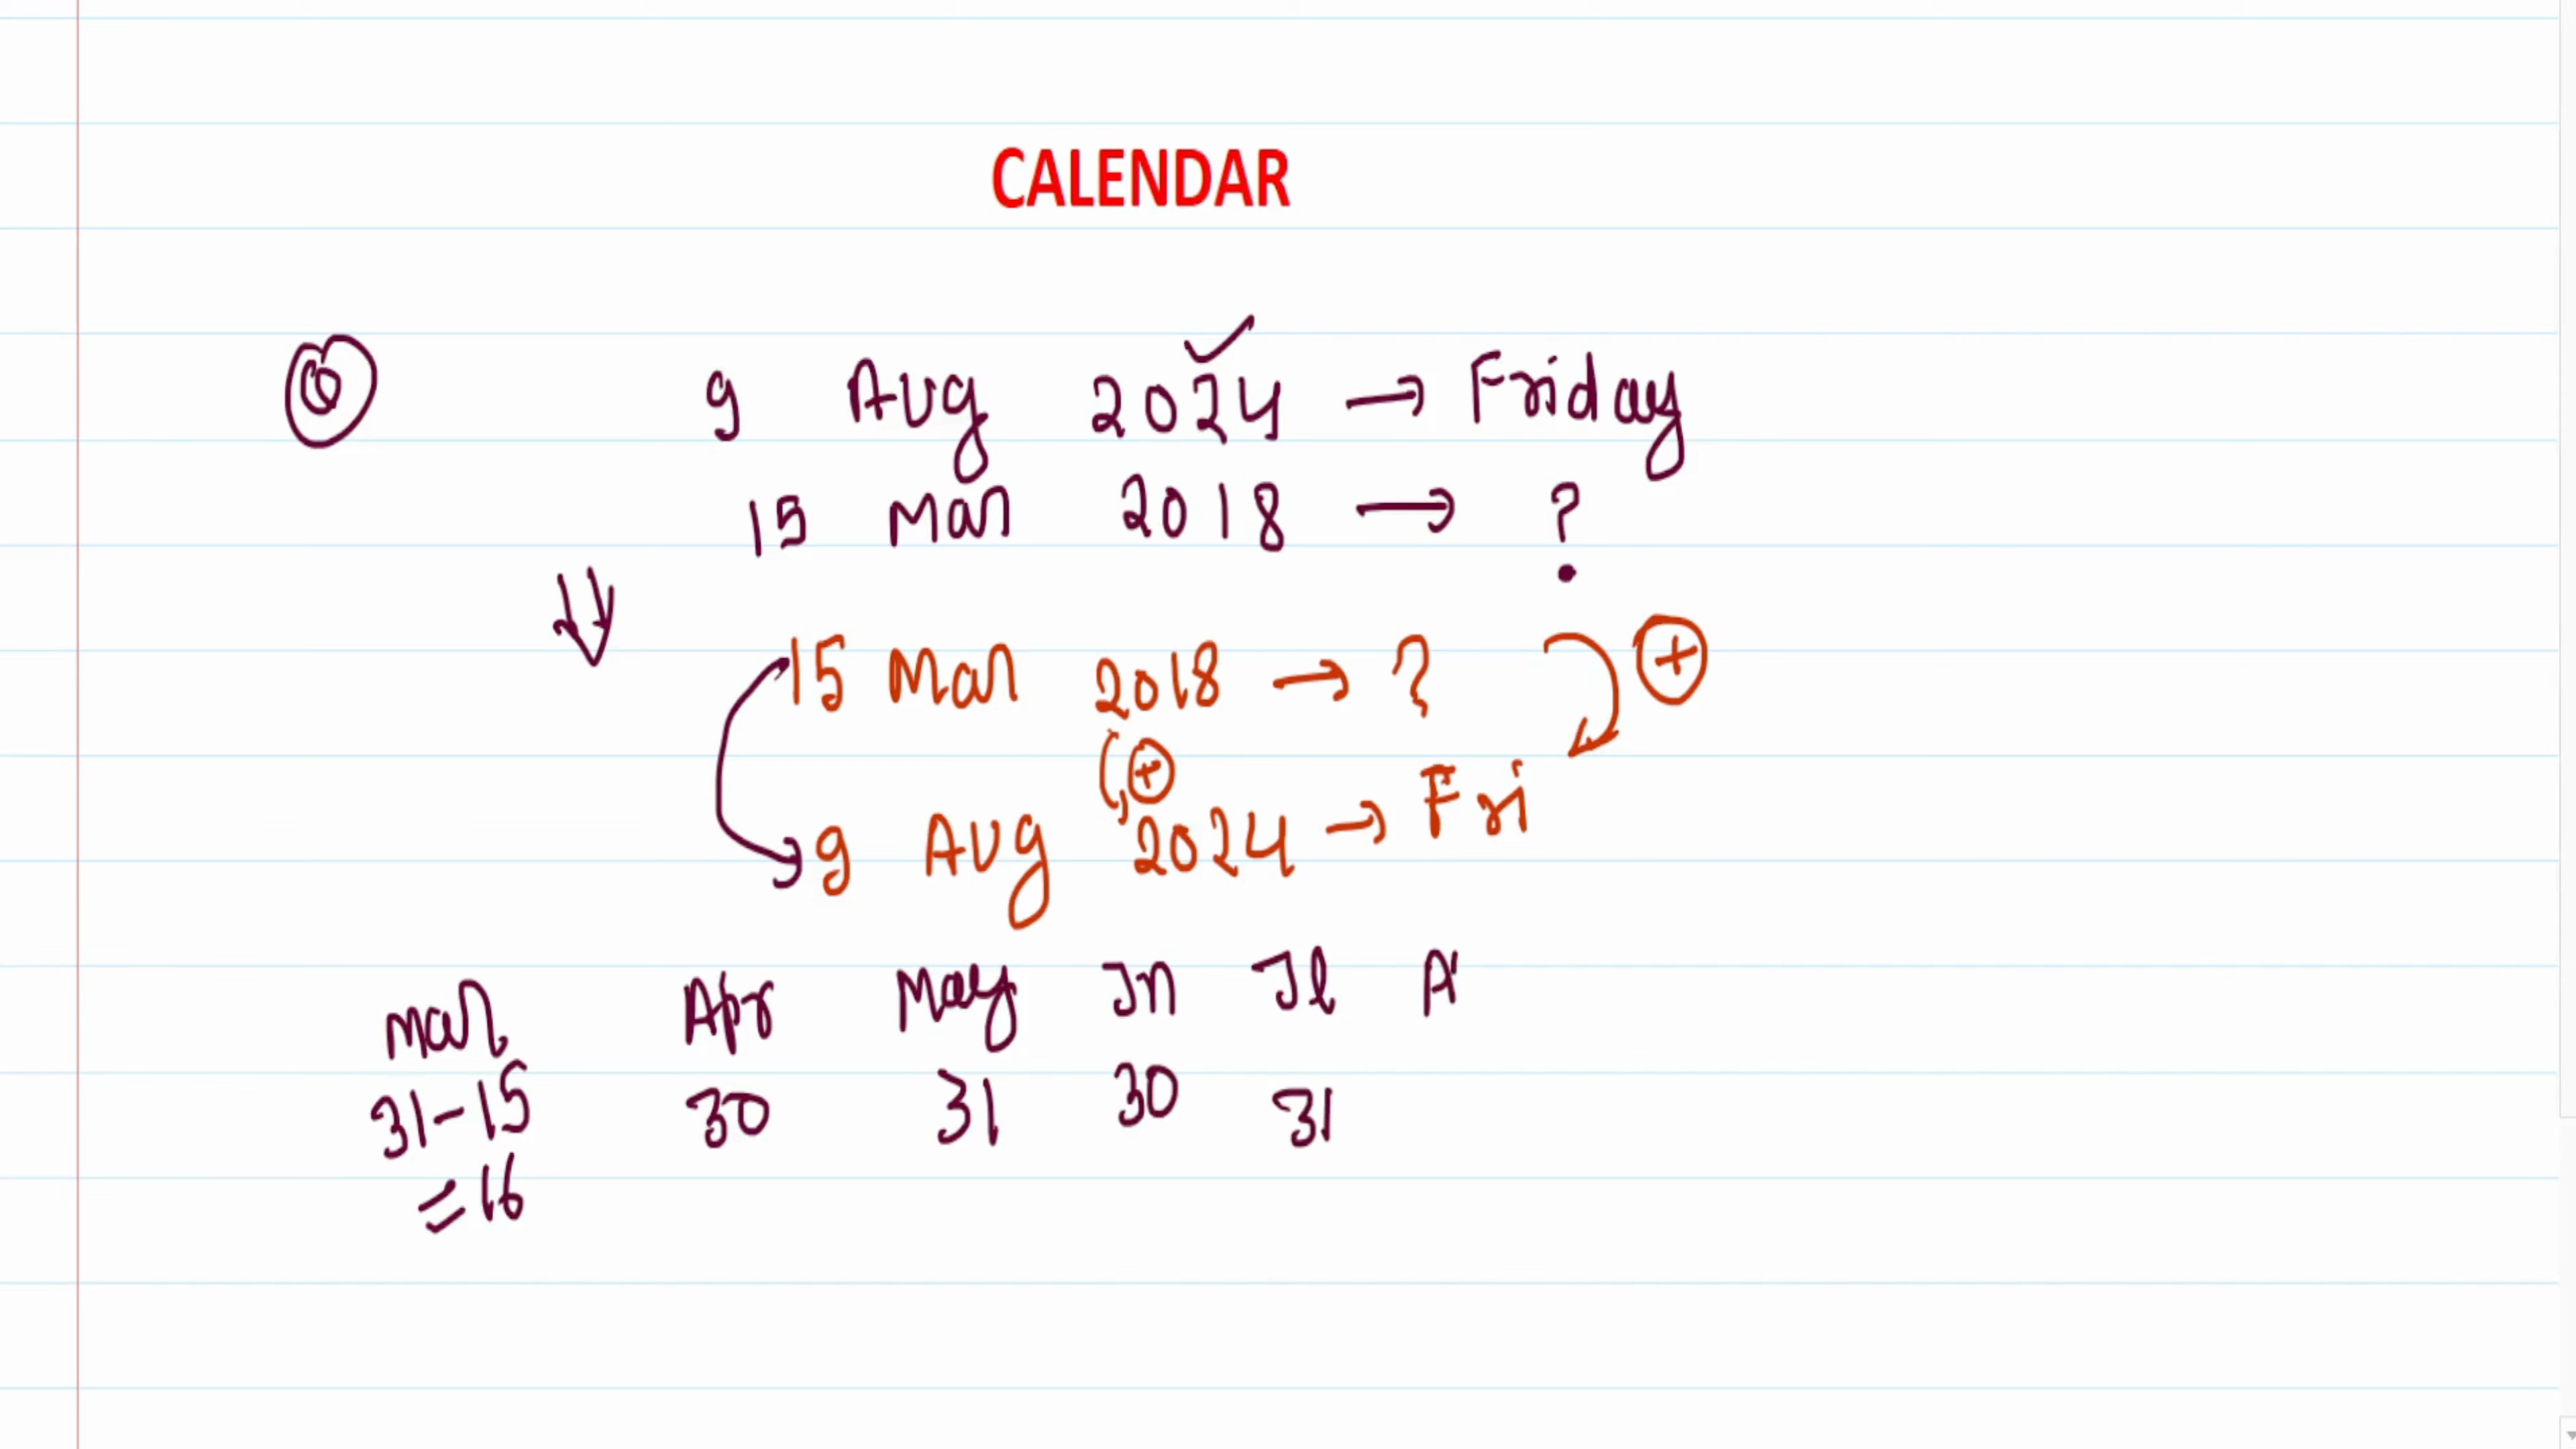 CALENDAR
Q 9 Aug 2024 → Friday
15 Mar 2018 → ?
15 Mar 2018 → ? +
+
9 Aug 2024 → Fri
Mar Apr May Jn Jl A
31-15 30 31 30 31
=16